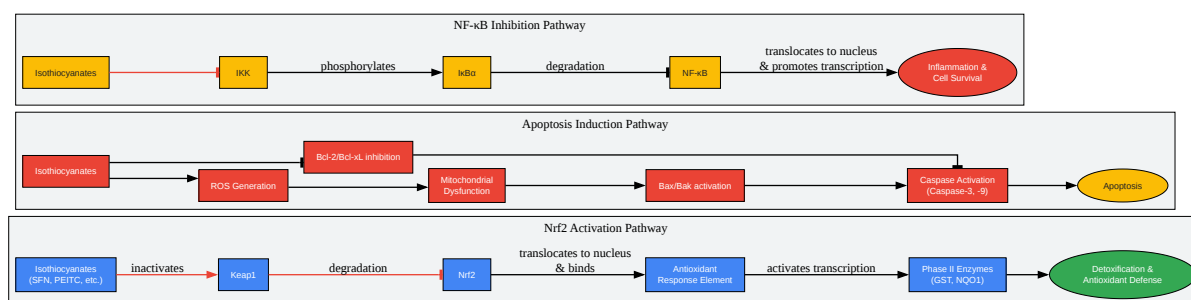 NF-κB Inhibition Pathway
Isothiocyanates
IKK
phosphorylates
IκBα
degradation
NF-κB
translocates to nucleus
& promotes transcription
Inflammation &
Cell Survival
Apoptosis Induction Pathway
Isothiocyanates
Bcl-2/Bcl-xL inhibition
ROS Generation
Mitochondrial
Dysfunction
Bax/Bak activation
Caspase Activation
(Caspase-3, -9)
Apoptosis
Nrf2 Activation Pathway
Isothiocyanates
(SFN, PEITC, etc.)
inactivates
Keap1
degradation
Nrf2
translocates to nucleus
& binds
Antioxidant
Response Element
activates transcription
Phase II Enzymes
(GST, NQO1)
Detoxification &
Antioxidant Defense